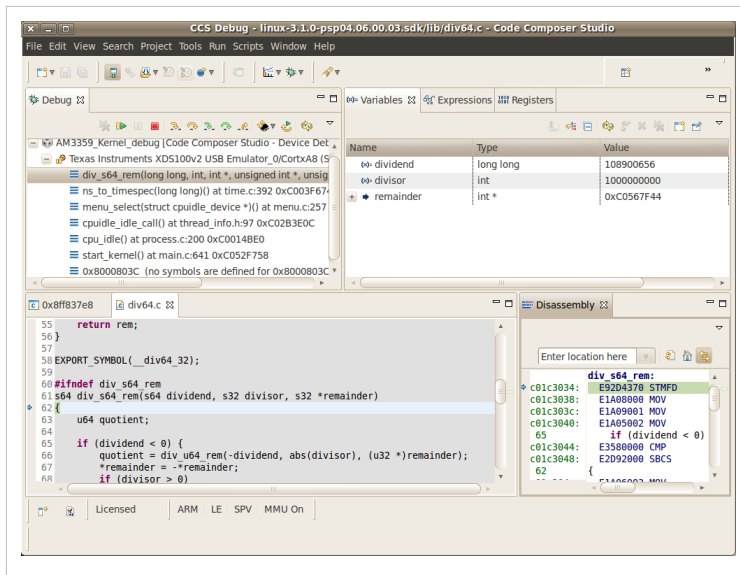 CCS Debug - linux-3.1.0-psp04.06.00.03.sdk/lib/div64.c - Code Composer Studio
File Edit View Search Project Tools Run Scripts Window Help
»
Debug
AM3359_Kernel_debug [Code Composer Studio - Device Det
Texas Instruments XDS100v2 USB Emulator_0/CortxA8 (S
div_s64_rem(long long, int, int *, unsigned int *, unsig
ns_to_timespec(long long)() at time.c:392 0xC003F67
menu_select(struct cpuidle_device *)() at menu.c:257
cpuidle_idle_call() at thread_info.h:97 0xC02B3E0C
cpu_idle() at process.c:200 0xC0014BE0
start_kernel() at main.c:641 0xC052F758
0x8000803C (no symbols are defined for 0x8000803C
(x)= Variables Expressions Registers
Name Type Value
(x)= dividend long long 108900656
(x)= divisor int 1000000000
remainder int * 0xC0567F44
0x8ff837e8 div64.c
55 return rem;
56 }
57
58 EXPORT_SYMBOL(__div64_32);
59
60 #ifndef div_s64_rem
61 s64 div_s64_rem(s64 dividend, s32 divisor, s32 *remainder)
62 {
63 u64 quotient;
64
65 if (dividend < 0) {
66 quotient = div_u64_rem(-dividend, abs(divisor), (u32 *)remainder);
67 *remainder = -*remainder;
68 if (divisor > 0)
Disassembly
Enter location here
div_s64_rem:
c01c3034: E92D4370 STMFD
c01c3038: E1A08000 MOV
c01c303c: E1A09001 MOV
c01c3040: E1A05002 MOV
65 if (dividend < 0)
c01c3044: E3580000 CMP
c01c3048: E2D92000 SBCS
62 {
Licensed ARM LE SPV MMU On